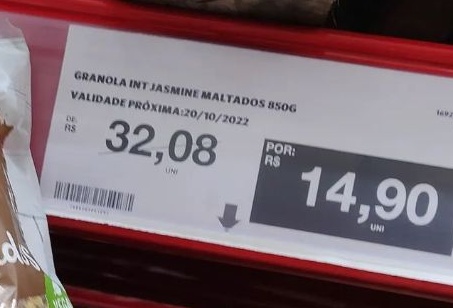 GRANOLA INT JASMINE MALTADOS 850G
VALIDADE PRÓXIMA:20/10/2022
DE:
R$
32,08
UNI
POR:
R$
14,90
UNI